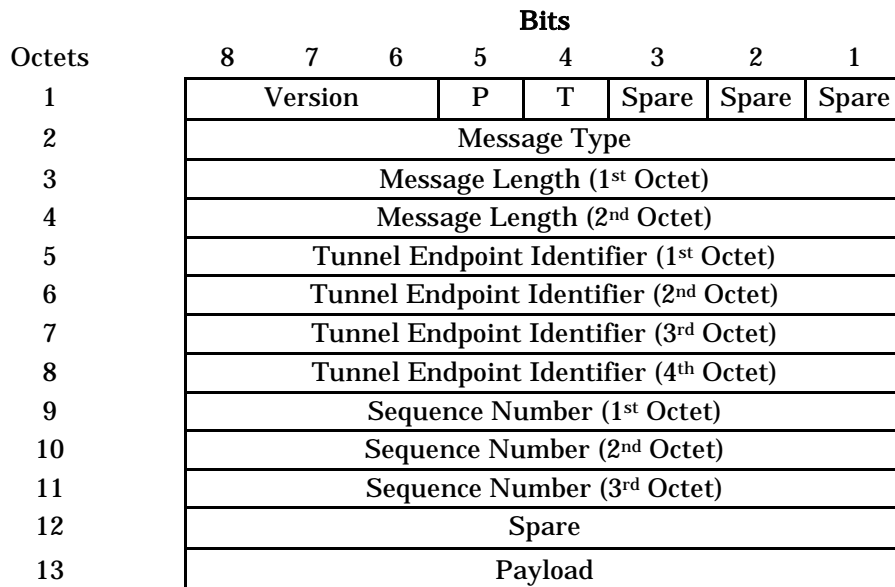 Bits
Octets 8 7 6 5 4 3 2 1
1 Version P T Spare Spare Spare
2 Message Type
3 Message Length (1st Octet)
4 Message Length (2nd Octet)
5 Tunnel Endpoint Identifier (1st Octet)
6 Tunnel Endpoint Identifier (2nd Octet)
7 Tunnel Endpoint Identifier (3rd Octet)
8 Tunnel Endpoint Identifier (4th Octet)
9 Sequence Number (1st Octet)
10 Sequence Number (2nd Octet)
11 Sequence Number (3rd Octet)
12 Spare
13 Payload